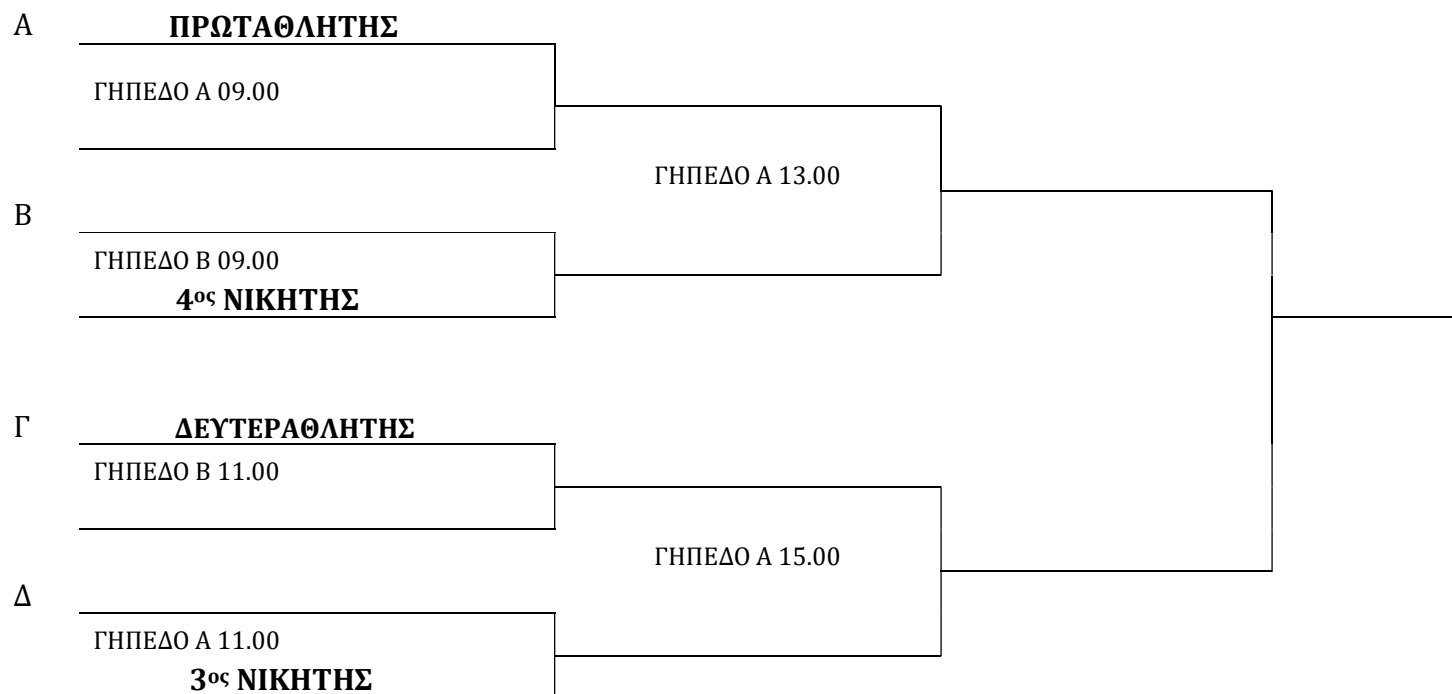 Α ΠΡΩΤΑΘΛΗΤΗΣ
ΓΗΠΕΔΟ Α 09.00
ΓΗΠΕΔΟ Α 13.00
Β
ΓΗΠΕΔΟ Β 09.00
4ος ΝΙΚΗΤΗΣ
Γ ΔΕΥΤΕΡΑΘΛΗΤΗΣ
ΓΗΠΕΔΟ Β 11.00
ΓΗΠΕΔΟ Α 15.00
Δ
ΓΗΠΕΔΟ Α 11.00
3ος ΝΙΚΗΤΗΣ